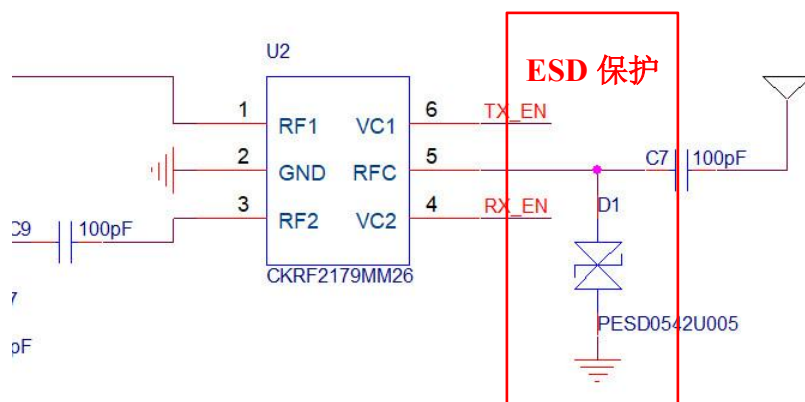 ESD 保护
U2
1
RF1
VC1
6
TX_EN
2
GND
RFC
5
C7
100pF
3
RF2
VC2
4
RX_EN
D1
C9
100pF
CKRF2179MM26
7
PESD0542U005
pF